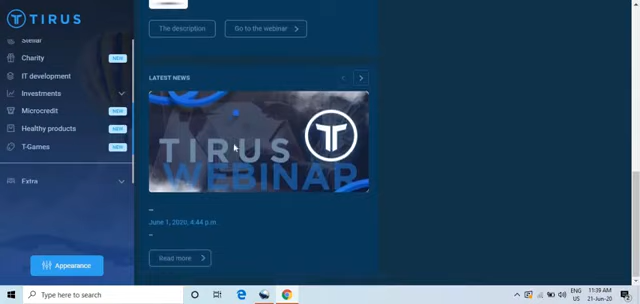 TIRUS
Stellar
Charity NEW
IT development
Investments
Microcredit NEW
Healthy products NEW
T-Games NEW
Extra
Appearance
The description
Go to the webinar
LATEST NEWS
TIRUS
WEBINAR
–
June 1, 2020, 4:44 p.m.
–
Read more
Type here to search
11:39 AM
ENG
US
21-Jun-20